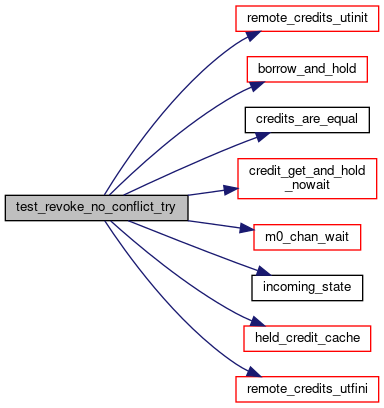 remote_credits_utinit
borrow_and_hold
credits_are_equal
credit_get_and_hold
_nowait
test_revoke_no_conflict_try
m0_chan_wait
incoming_state
held_credit_cache
remote_credits_utfini